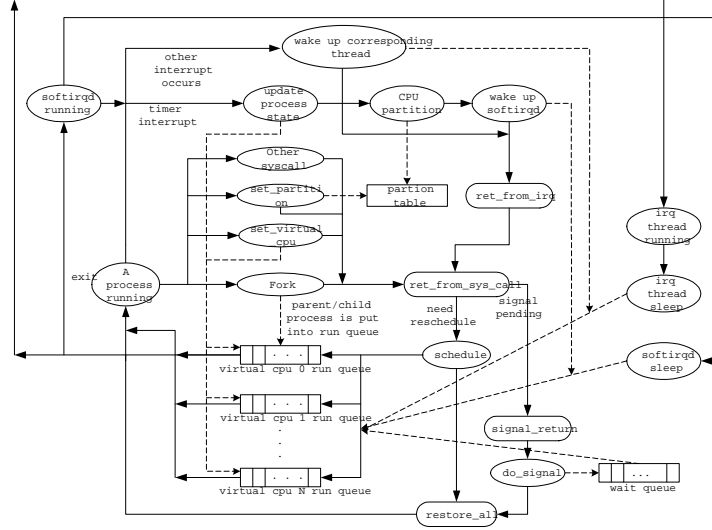 wake up corresponding
thread
other
interrupt
occurs
softirqd
running
timer
interrupt
update
process
state
CPU
partition
wake up
softirqd
Other
syscall
set_partiti
on
partion
table
ret_from_irq
set_virtual_
cpu
irq
thread
running
exit
A
process
running
Fork
ret_from_sys_call
irq
thread
sleep
parent/child
process is put
into run queue
need
reschedule
signal
pending
. . .
schedule
softirqd
sleep
virtual cpu 0 run queue
. . .
virtual cpu 1 run queue
.
.
.
signal_return
. . .
do_signal
...
virtual cpu N run queue
wait queue
restore_all